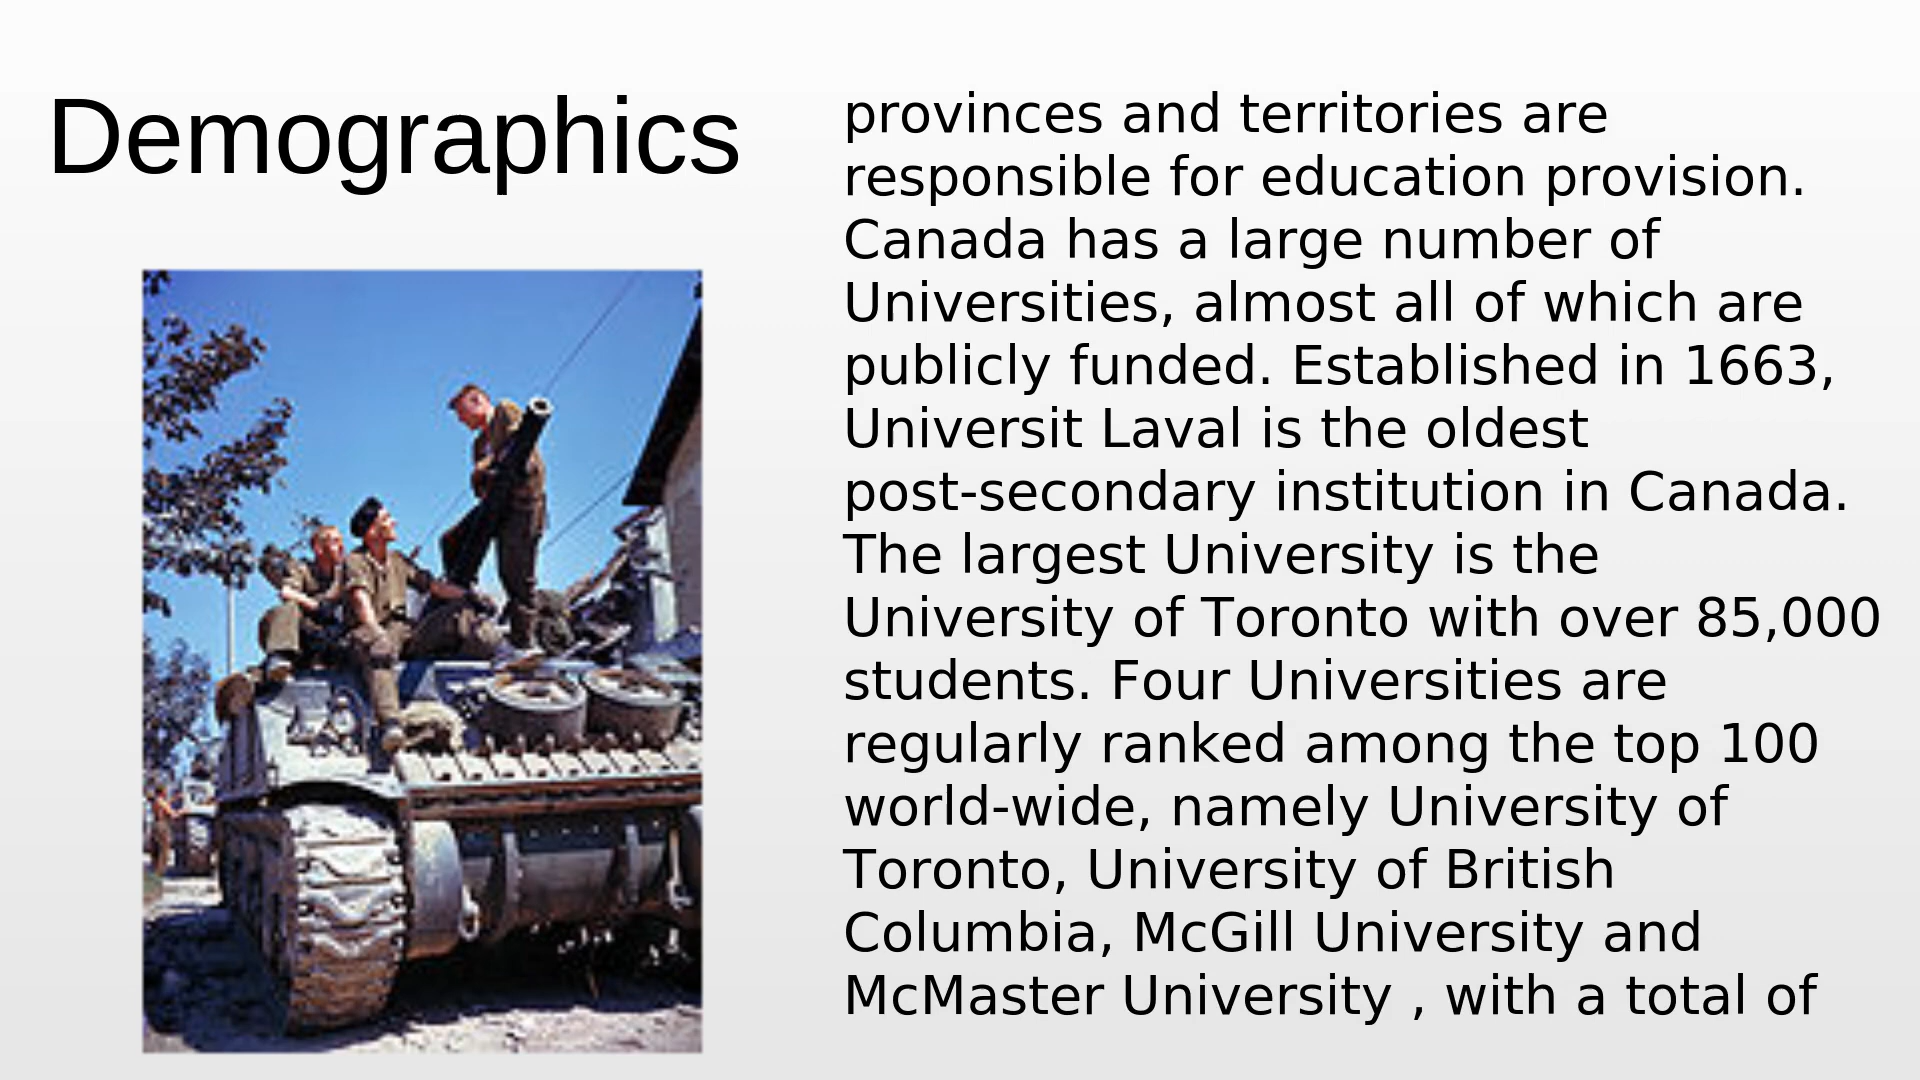 Demographics
provinces and territories are
responsible for education provision.
Canada has a large number of
Universities, almost all of which are
publicly funded. Established in 1663,
Universit Laval is the oldest
post-secondary institution in Canada.
The largest University is the
University of Toronto with over 85,000
students. Four Universities are
regularly ranked among the top 100
world-wide, namely University of
Toronto, University of British
Columbia, McGill University and
McMaster University , with a total of